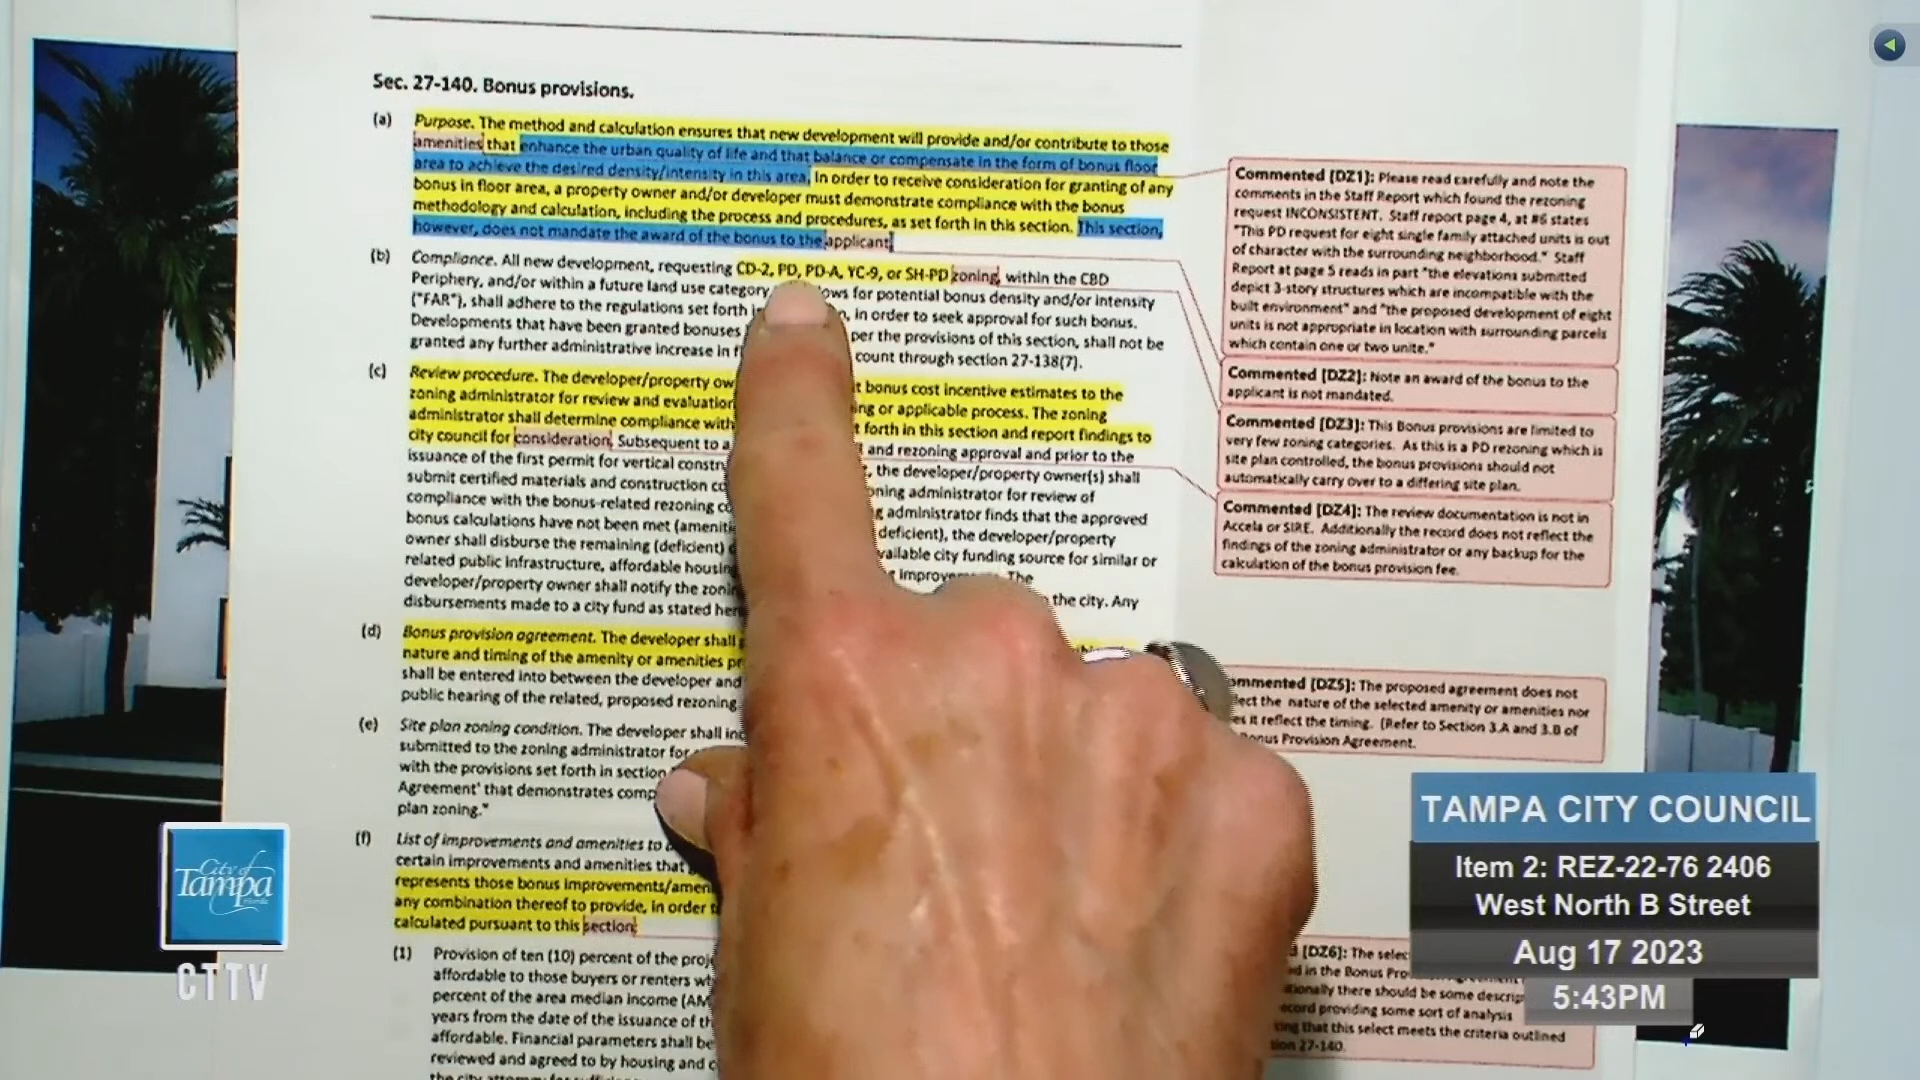 Sec. 27-140. Bonus provisions.
(a) Purpose. The method and calculation ensures that new development will provide and/or contribute to those
amenities that enhance the urban quality of life and that balance or compensate in the form of bonus floor
area to achieve the desired density/intensity in this area. In order to receive consideration for granting of any
bonus in floor area, a property owner and/or developer must demonstrate compliance with the bonus
methodology and calculation, including the process and procedures, as set forth in this section. This section,
however, does not mandate the award of the bonus to the applicant.
(b) Compliance. All new development, requesting CD-2, PD, PD-A, YC-9, or SH-PD zoning, within the CBD
Periphery, and/or within a future land use category for potential bonus density and/or intensity
("FAR"), shall adhere to the regulations set forth in order to seek approval for such bonus.
Developments that have been granted bonuses per the provisions of this section, shall not be
granted any further administrative increase in count through section 27-138(7).
(c) Review procedure. The developer/property bonus cost incentive estimates to the
zoning administrator for review and evaluation or applicable process. The zoning
administrator shall determine compliance with forth in this section and report findings to
city council for consideration. Subsequent to a and rezoning approval and prior to the
issuance of the first permit for vertical the developer/property owner(s) shall
submit certified materials and construction administrator for review of
compliance with the bonus-related rezoning administrator finds that the approved
bonus calculations have not been met deficient), the developer/property
owner shall disburse the remaining (deficient) city funding source for similar or
related public infrastructure, affordable The
developer/property owner shall notify the the city. Any
disbursements made to a city fund as stated
(d) Bonus provision agreement. The developer shall
nature and timing of the amenity or amenities
shall be entered into between the developer and
public hearing of the related, proposed rezoning
(e) Site plan zoning condition. The developer shall
submitted to the zoning administrator for
with the provisions set forth in section
Agreement' that demonstrates
plan zoning."
(f) List of improvements and amenities to
certain improvements and amenities that
represents those bonus improvements/
any combination thereof to provide, in order
calculated pursuant to this section:
(1) Provision of ten (10) percent of the
affordable to those buyers or renters
percent of the area median income
years from the date of the issuance of
affordable. Financial parameters shall be
reviewed and agreed to by housing and
Commented [DZ1]: Please read carefully and note the
comments in the Staff Report which found the rezoning
request INCONSISTENT. Staff report page 4, at #6 states
"This PD request for eight single family attached units is out
of character with the surrounding neighborhood." Staff
Report at page 5 reads in part "the elevations submitted
depict 3-story structures which are incompatible with the
built environment" and "the proposed development of eight
units is not appropriate in location with surrounding parcels
which contain one or two units."
Commented [DZ2]: Note an award of the bonus to the
applicant is not mandated.
Commented [DZ3]: This Bonus provisions are limited to
very few zoning categories. As this is a PD rezoning which is
site plan controlled, the bonus provisions should not
automatically carry over to a differing site plan.
Commented [DZ4]: The review documentation is not in
Accela or SIRE. Additionally the record does not reflect the
findings of the zoning administrator or any backup for the
calculation of the bonus provision fee.
[DZ5]: The proposed agreement does not
the nature of the selected amenity or amenities nor
it reflect the timing. (Refer to Section 3.A and 3.B of
Bonus Provision Agreement.
[DZ6]: The
in the Bonus
there should be some
record providing some sort of analysis
that this select meets the criteria outlined
27-140.
City of
Tampa
Florida
CTTV
TAMPA CITY COUNCIL
Item 2: REZ-22-76 2406
West North B Street
Aug 17 2023
5:43PM